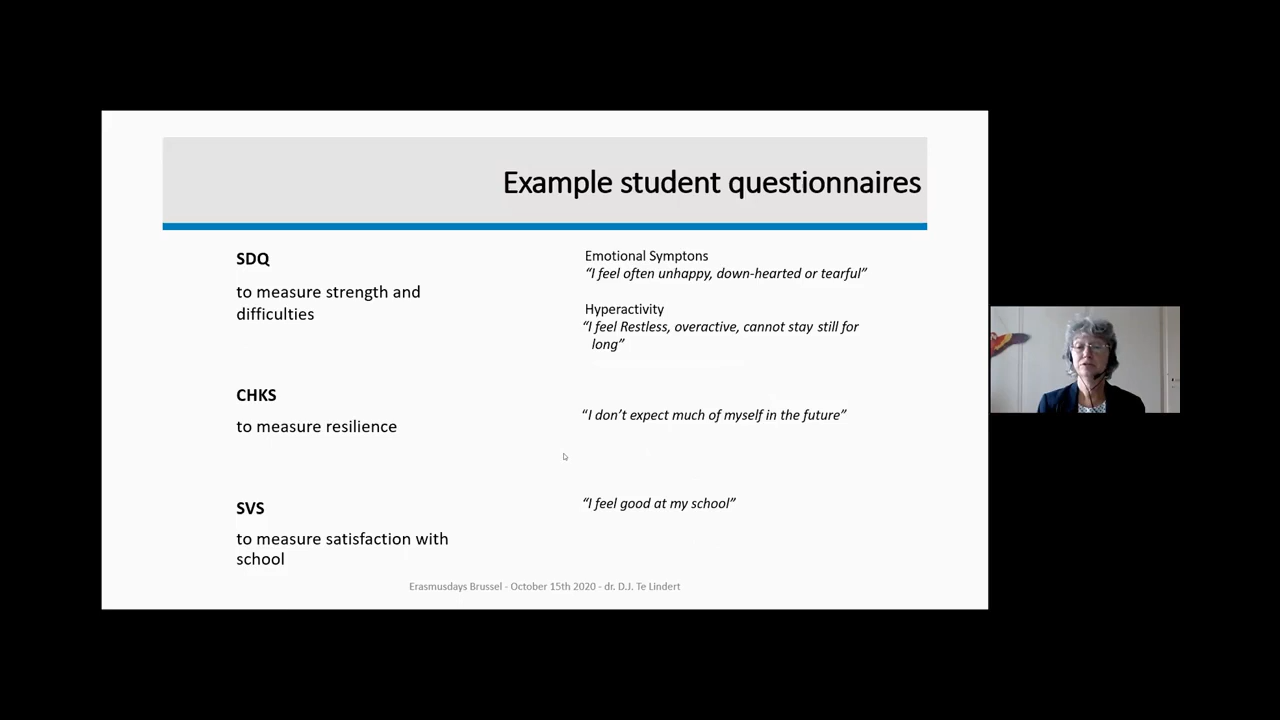 Example student questionnaires
SDQ
to measure strength and
difficulties
Emotional Symptons
“I feel often unhappy, down-hearted or tearful”
Hyperactivity
“I feel Restless, overactive, cannot stay still for
long”
CHKS
to measure resilience
“I don’t expect much of myself in the future”
SVS
to measure satisfaction with
school
“I feel good at my school”
Erasmusdays Brussel - October 15th 2020 - dr. D.J. Te Lindert